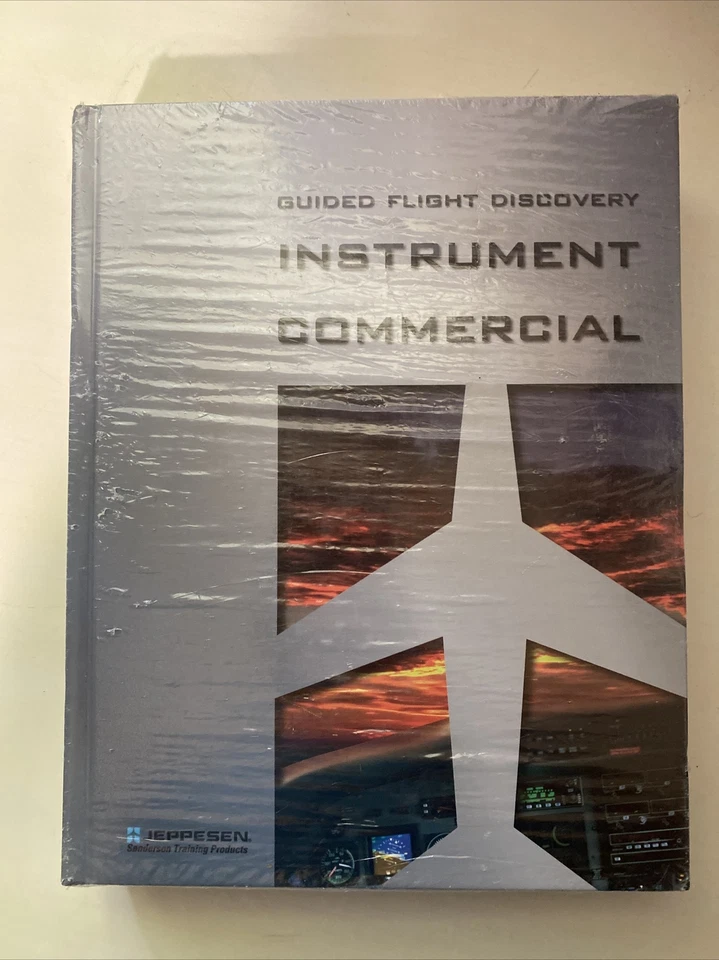 GUIDED FLIGHT DISCOVERY
INSTRUMENT
COMMERCIAL
JEPPESEN®
Sanderson Training Products